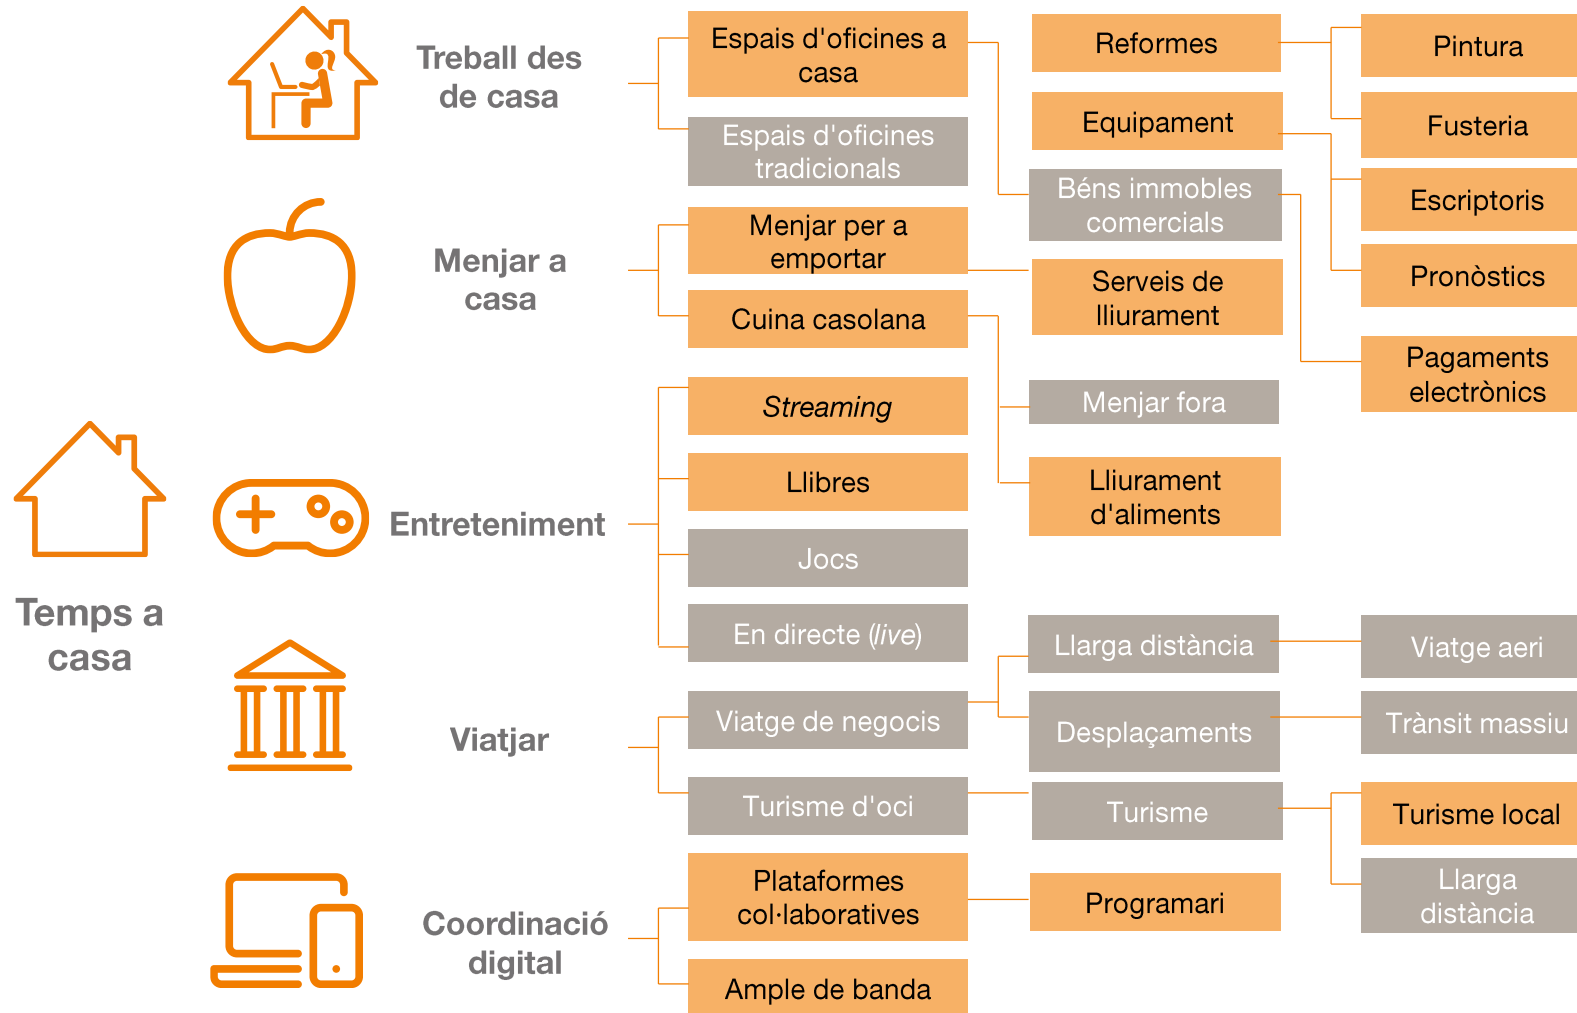 Temps a
casa
Treball des
de casa
Espais d'oficines a
casa
Espais d'oficines
tradicionals
Reformes
Equipament
Béns immobles
comercials
Pintura
Fusteria
Escriptoris
Pronòstics
Pagaments
electrònics
Menjar a
casa
Menjar per a
emportar
Cuina casolana
Serveis de
lliurament
Menjar fora
Lliurament
d'aliments
Entreteniment
Streaming
Llibres
Jocs
En directe (live)
Viatjar
Viatge de negocis
Turisme d'oci
Llarga distància
Desplaçaments
Turisme
Viatge aeri
Trànsit massiu
Turisme local
Llarga
distància
Coordinació
digital
Plataformes
col·laboratives
Ample de banda
Programari